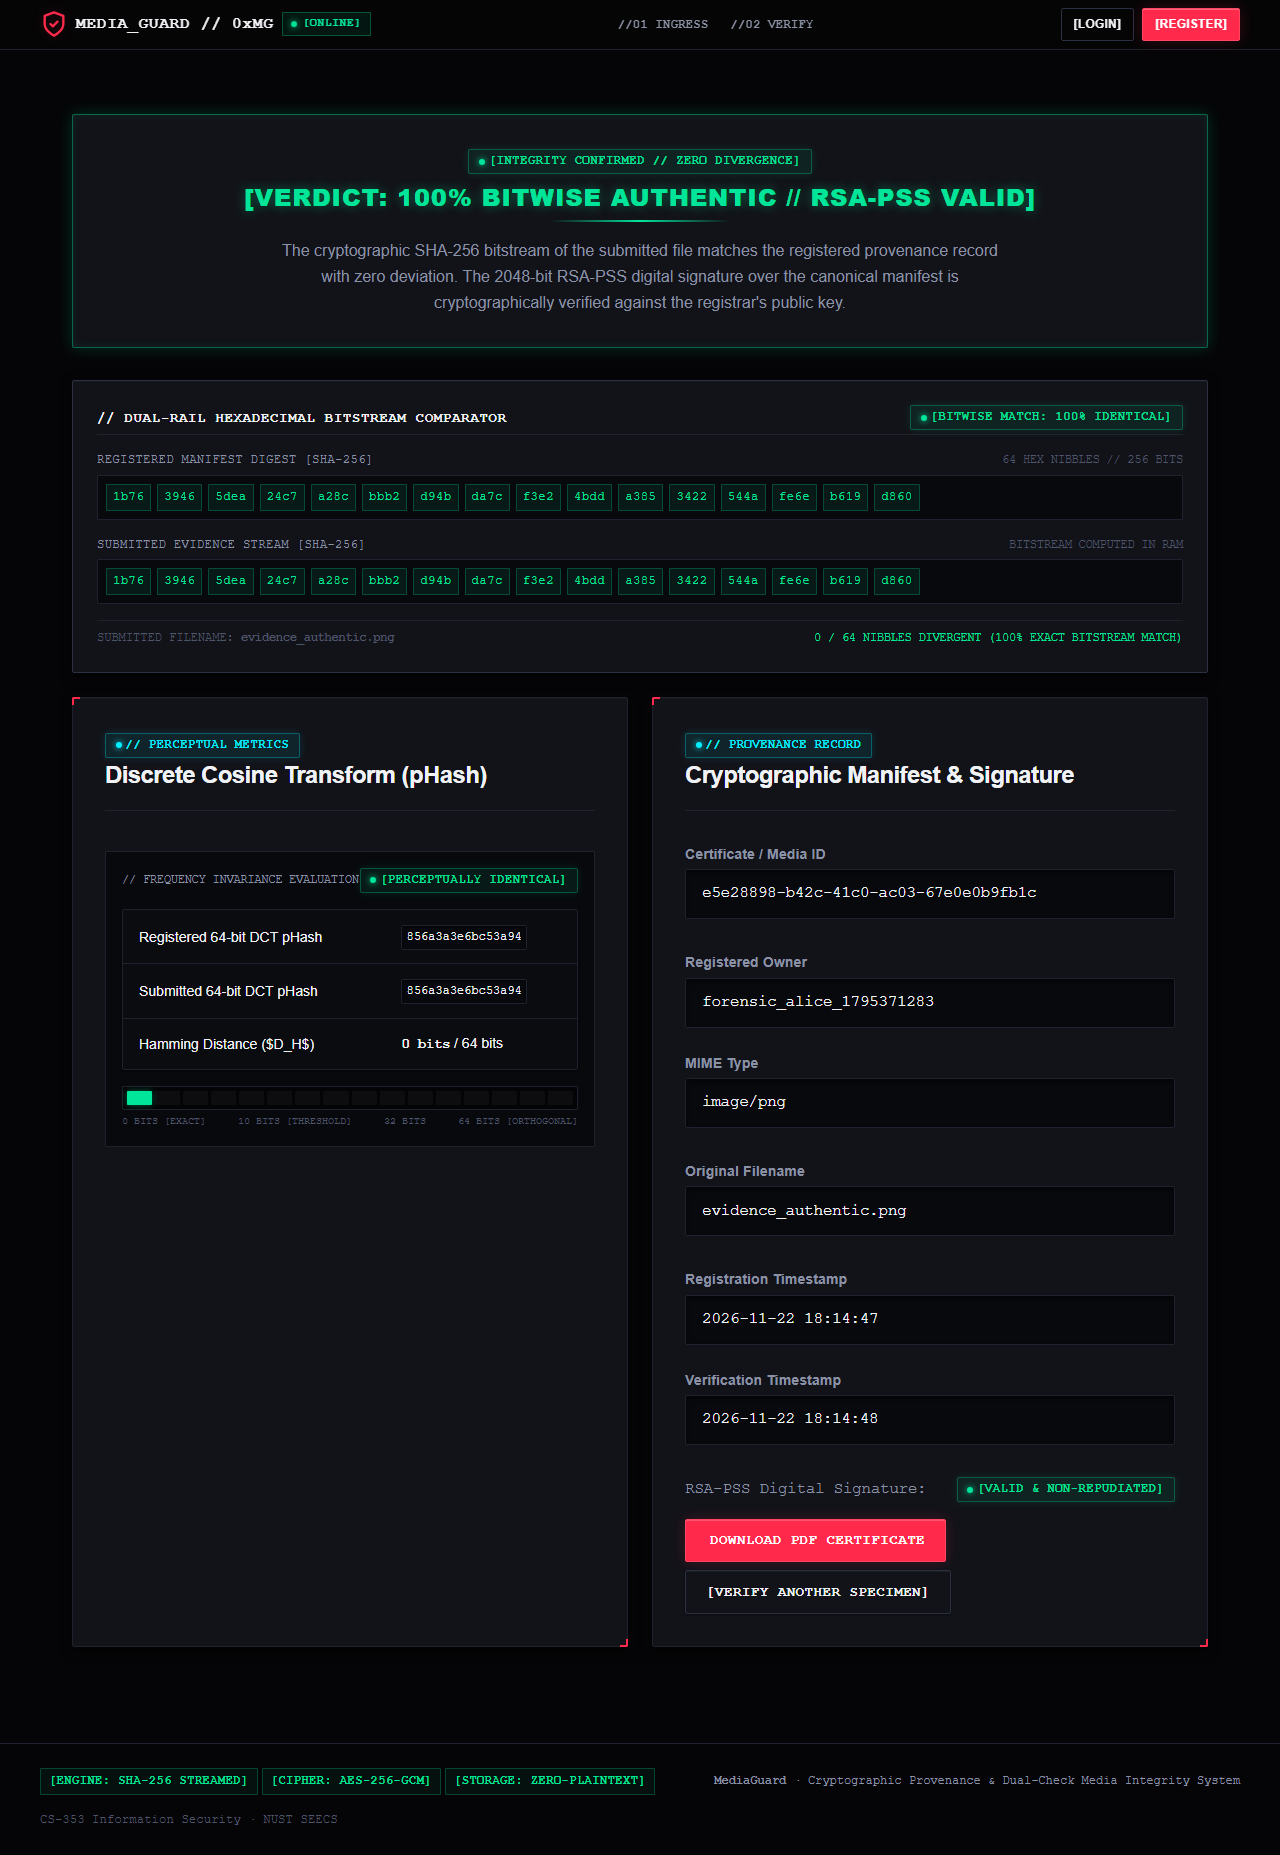 MEDIA_GUARD // 0xMG
[ONLINE]
//01 INGRESS //02 VERIFY
[LOGIN] [REGISTER]
[INTEGRITY CONFIRMED // ZERO DIVERGENCE]
[VERDICT: 100% BITWISE AUTHENTIC // RSA-PSS VALID]
The cryptographic SHA-256 bitstream of the submitted file matches the registered provenance record
with zero deviation. The 2048-bit RSA-PSS digital signature over the canonical manifest is
cryptographically verified against the registrar's public key.
// DUAL-RAIL HEXADECIMAL BITSTREAM COMPARATOR
[BITWISE MATCH: 100% IDENTICAL]
REGISTERED MANIFEST DIGEST [SHA-256]
64 HEX NIBBLES // 256 BITS
1b76 3946 5dea 24c7 a28c bbb2 d94b da7c f3e2 4bdd a385 3422 544a fe6e b619 d860
SUBMITTED EVIDENCE STREAM [SHA-256]
BITSTREAM COMPUTED IN RAM
1b76 3946 5dea 24c7 a28c bbb2 d94b da7c f3e2 4bdd a385 3422 544a fe6e b619 d860
SUBMITTED FILENAME: evidence_authentic.png
0 / 64 NIBBLES DIVERGENT (100% EXACT BITSTREAM MATCH)
// PERCEPTUAL METRICS
Discrete Cosine Transform (pHash)
// FREQUENCY INVARIANCE EVALUATION
[PERCEPTUALLY IDENTICAL]
Registered 64-bit DCT pHash 856a3a3e6bc53a94
Submitted 64-bit DCT pHash 856a3a3e6bc53a94
Hamming Distance ($D_H$) 0 bits / 64 bits
0 BITS [EXACT] 10 BITS [THRESHOLD] 32 BITS 64 BITS [ORTHOGONAL]
// PROVENANCE RECORD
Cryptographic Manifest & Signature
Certificate / Media ID
e5e28898-b42c-41c0-ac03-67e0e0b9fb1c
Registered Owner
forensic_alice_1795371283
MIME Type
image/png
Original Filename
evidence_authentic.png
Registration Timestamp
2026-11-22 18:14:47
Verification Timestamp
2026-11-22 18:14:48
RSA-PSS Digital Signature:
[VALID & NON-REPUDIATED]
DOWNLOAD PDF CERTIFICATE
[VERIFY ANOTHER SPECIMEN]
[ENGINE: SHA-256 STREAMED] [CIPHER: AES-256-GCM] [STORAGE: ZERO-PLAINTEXT]
MediaGuard · Cryptographic Provenance & Dual-Check Media Integrity System
CS-353 Information Security · NUST SEECS